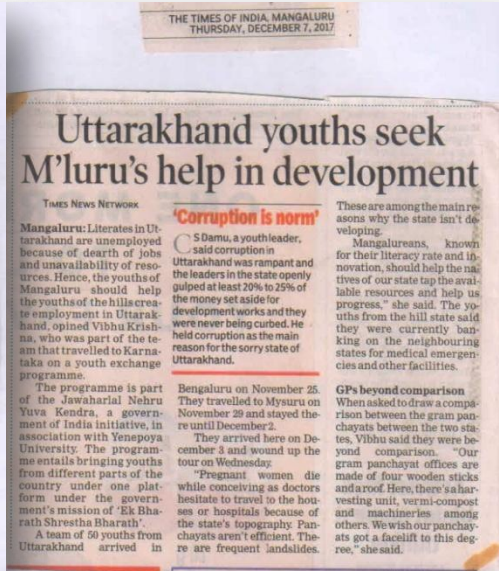 THE TIMES OF INDIA, MANGALURU
THURSDAY, DECEMBER 7, 2017
Uttarakhand youths seek
M'luru's help in development
TIMES NEWS NETWORK
Mangaluru: Literates in Ut-
tarakhand are unemployed
because of dearth of jobs
and unavailability of reso-
urces. Hence, the youths of
Mangaluru should help
the youths of the hills crea-
te employment in Uttarak-
hand, opined Vibhu Krish-
na, who was part of the te-
am that travelled to Karna-
taka on a youth exchange
programme.
The programme is part
of the Jawaharlal Nehru
Yuva Kendra, a govern-
ment of India initiative, in
association with Yenepoya
University. The program-
me entails bringing youths
from different parts of the
country under one plat-
form under the govern-
ment's mission of 'Ek Bha-
rath Shrestha Bharath'.
A team of 50 youths from
Uttarakhand arrived in
'Corruption is norm'
C S Damu, a youth leader,
said corruption in
Uttarakhand was rampant and
the leaders in the state openly
gulped at least 20% to 25% of
the money set aside for
development works and they
were never being curbed. He
held corruption as the main
reason for the sorry state of
Uttarakhand.
Bengaluru on November 25.
They travelled to Mysuru on
November 29 and stayed the-
re until December 2.
They arrived here on De-
cember 3 and wound up the
tour on Wednesday.
"Pregnant women die
while conceiving as doctors
hesitate to travel to the hou-
ses or hospitals because of
the state's topography. Pan-
chayats aren't efficient. The-
re are frequent landslides.
These are among the main re-
asons why the state isn't de-
veloping.
Mangalureans, known
for their literacy rate and in-
novation, should help the na-
tives of our state tap the ava-
ilable resources and help us
progress," she said. The yo-
uths from the hill state said
they were currently ban-
king on the neighbouring
states for medical emergen-
cies and other facilities.
GPs beyond comparison
When asked to draw a compa-
rison between the gram pan-
chayats between the two sta-
tes, Vibhu said they were be-
yond comparison. "Our
gram panchayat offices are
made of four wooden sticks
and a roof. Here, there's a har-
vesting unit, vermi-compost
and machineries among
others. We wish our panchay-
ats got a facelift to this deg-
ree," she said.